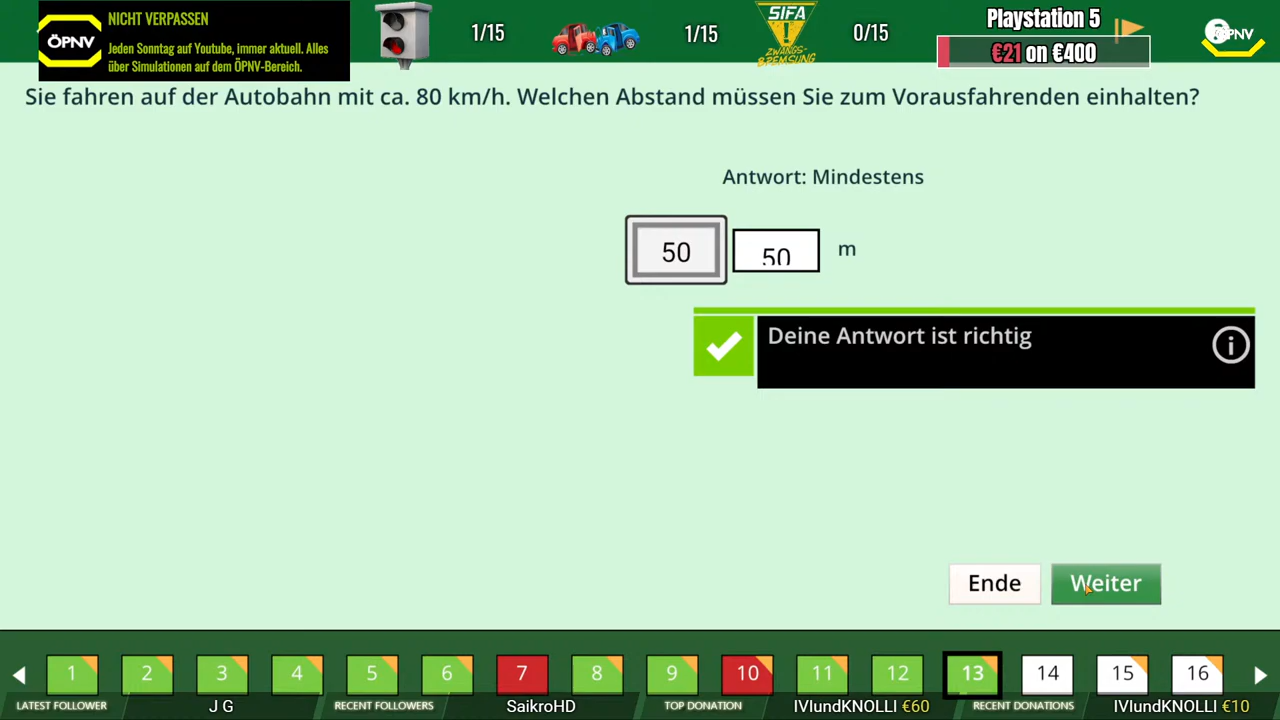 NICHT VERPASSEN
ÖPNV
Jeden Sonntag auf Youtube, immer aktuell. Alles
über Simulationen auf dem ÖPNV-Bereich.
1/15
1/15
SIFA
!
ZWANGS-
BREMSUNG
0/15
Playstation 5
€21 on €400
ÖPNV
Sie fahren auf der Autobahn mit ca. 80 km/h. Welchen Abstand müssen Sie zum Vorausfahrenden einhalten?
Antwort: Mindestens
50 50 m
Deine Antwort ist richtig
i
Ende Weiter
1 2 3 4 5 6 7 8 9 10 11 12 13 14 15 16
LATEST FOLLOWER J G RECENT FOLLOWERS SaikroHD TOP DONATION IVIundKNOLLI €60 RECENT DONATIONS IVIundKNOLLI €10